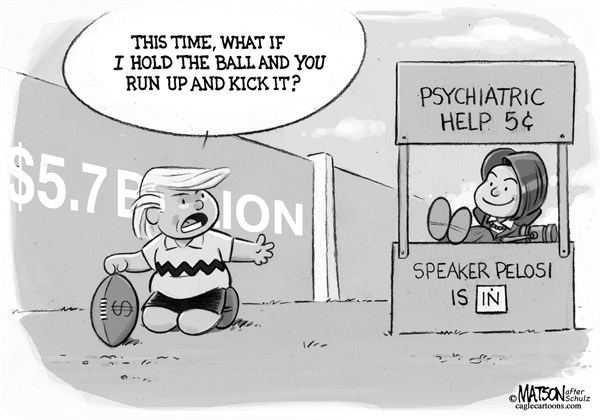 THIS TIME, WHAT IF
I HOLD THE BALL AND YOU
RUN UP AND KICK IT?
PSYCHIATRIC
HELP 5¢
$5.7 B ION
$
SPEAKER PELOSI
IS IN
© MATSON after Schulz
caglecartoons.com